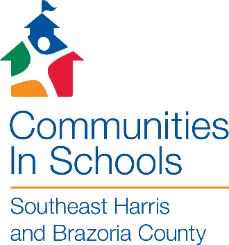 Communities
In Schools
Southeast Harris
and Brazoria County